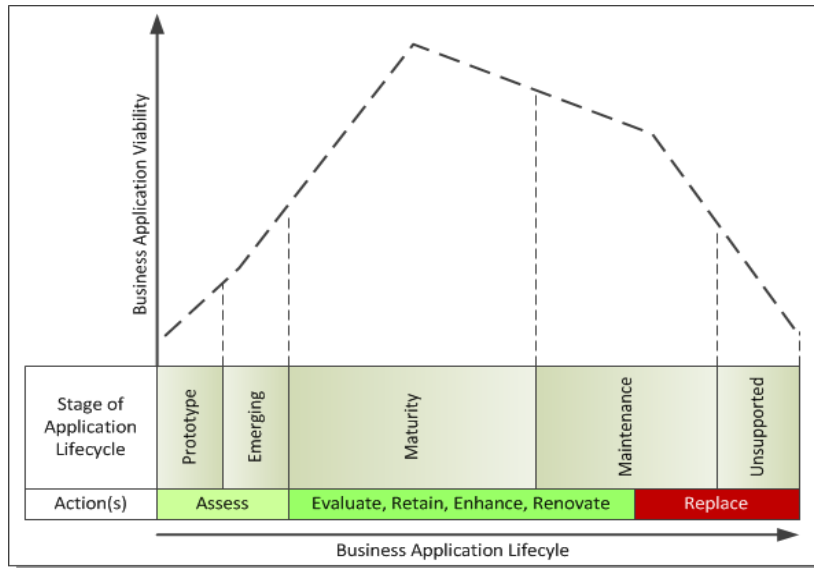 Business Application Viability
Stage of
Application
Lifecycle
Prototype
Emerging
Maturity
Maintenance
Unsupported
Action(s)
Assess
Evaluate, Retain, Enhance, Renovate
Replace
Business Application Lifecyle